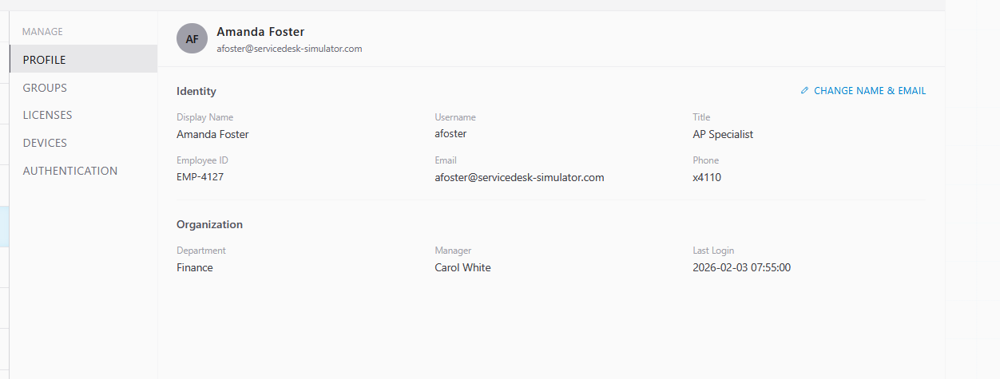 MANAGE
PROFILE
GROUPS
LICENSES
DEVICES
AUTHENTICATION
AF
Amanda Foster
afoster@servicedesk-simulator.com
Identity
CHANGE NAME & EMAIL
Display Name
Username
Title
Amanda Foster
afoster
AP Specialist
Employee ID
Email
Phone
EMP-4127
afoster@servicedesk-simulator.com
x4110
Organization
Department
Manager
Last Login
Finance
Carol White
2026-02-03 07:55:00